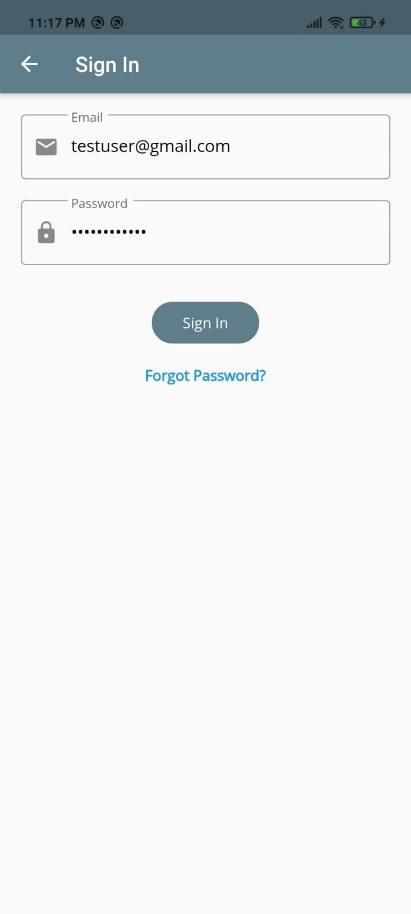 11:17 PM
43
Sign In
Email
testuser@gmail.com
Password
••••••••••••
Sign In
Forgot Password?